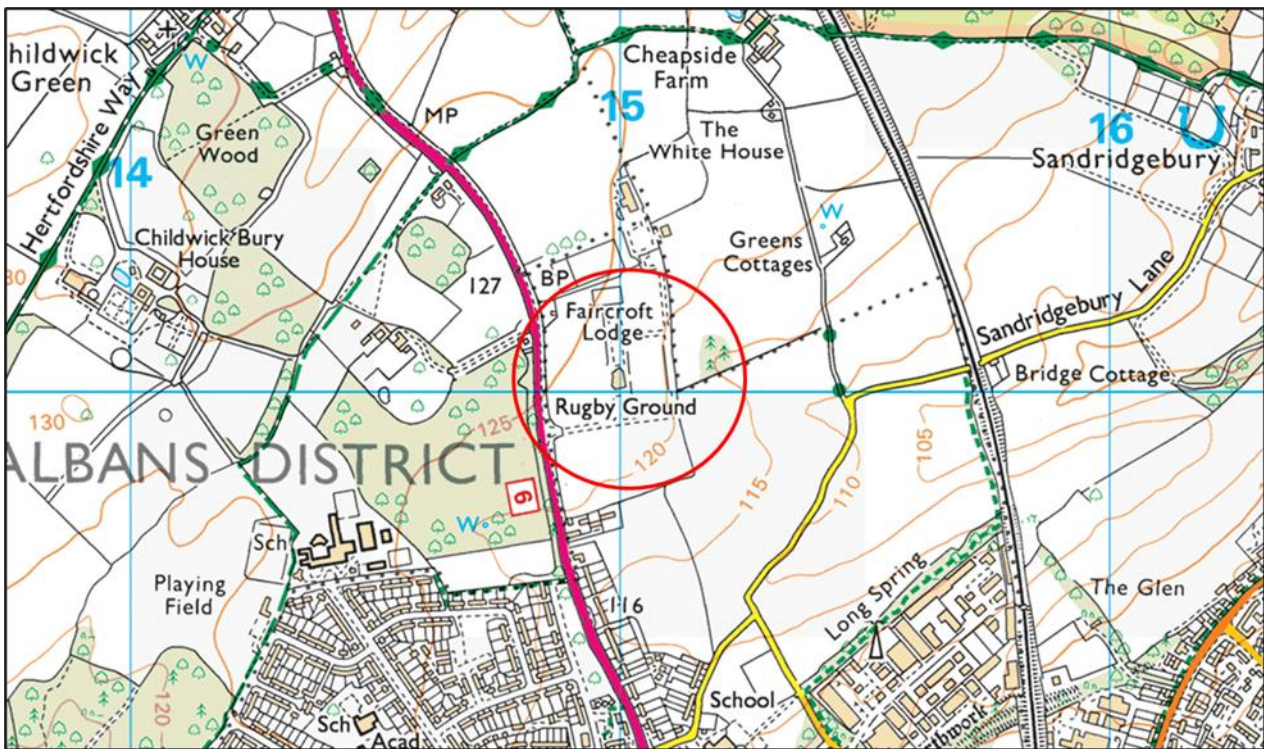 hildwick
Green
Hertfordshire Way
W
Green
Wood
MP
Cheapside
Farm
15
The
White House
16
U
Sandridgebury
14
Childwick Bury
House
W
Greens
Cottages
127
BP
Faircroft
Lodge
Sandridgebury Lane
Bridge Cottage
Rugby Ground
130
125
120
115
110
105
ALBANS DISTRICT
6
W
Sch
Playing
Field
116
Long Spring
The Glen
120
School
Sch
Acad
thwork